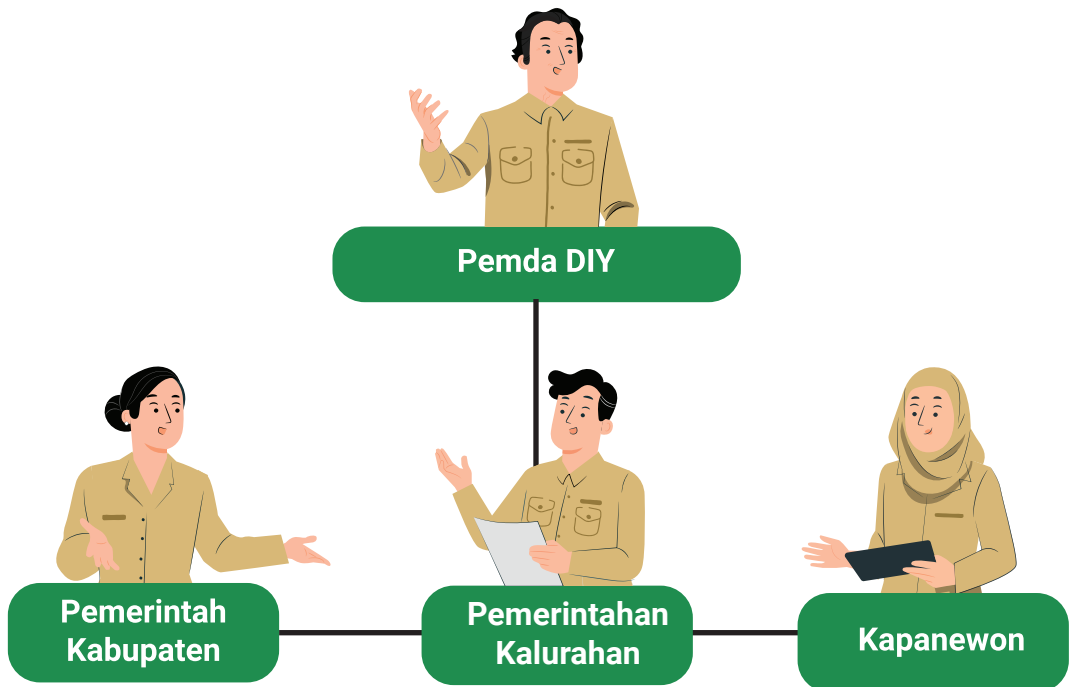 Pemda DIY
Pemerintah
Kabupaten
Pemerintahan
Kalurahan
Kapanewon